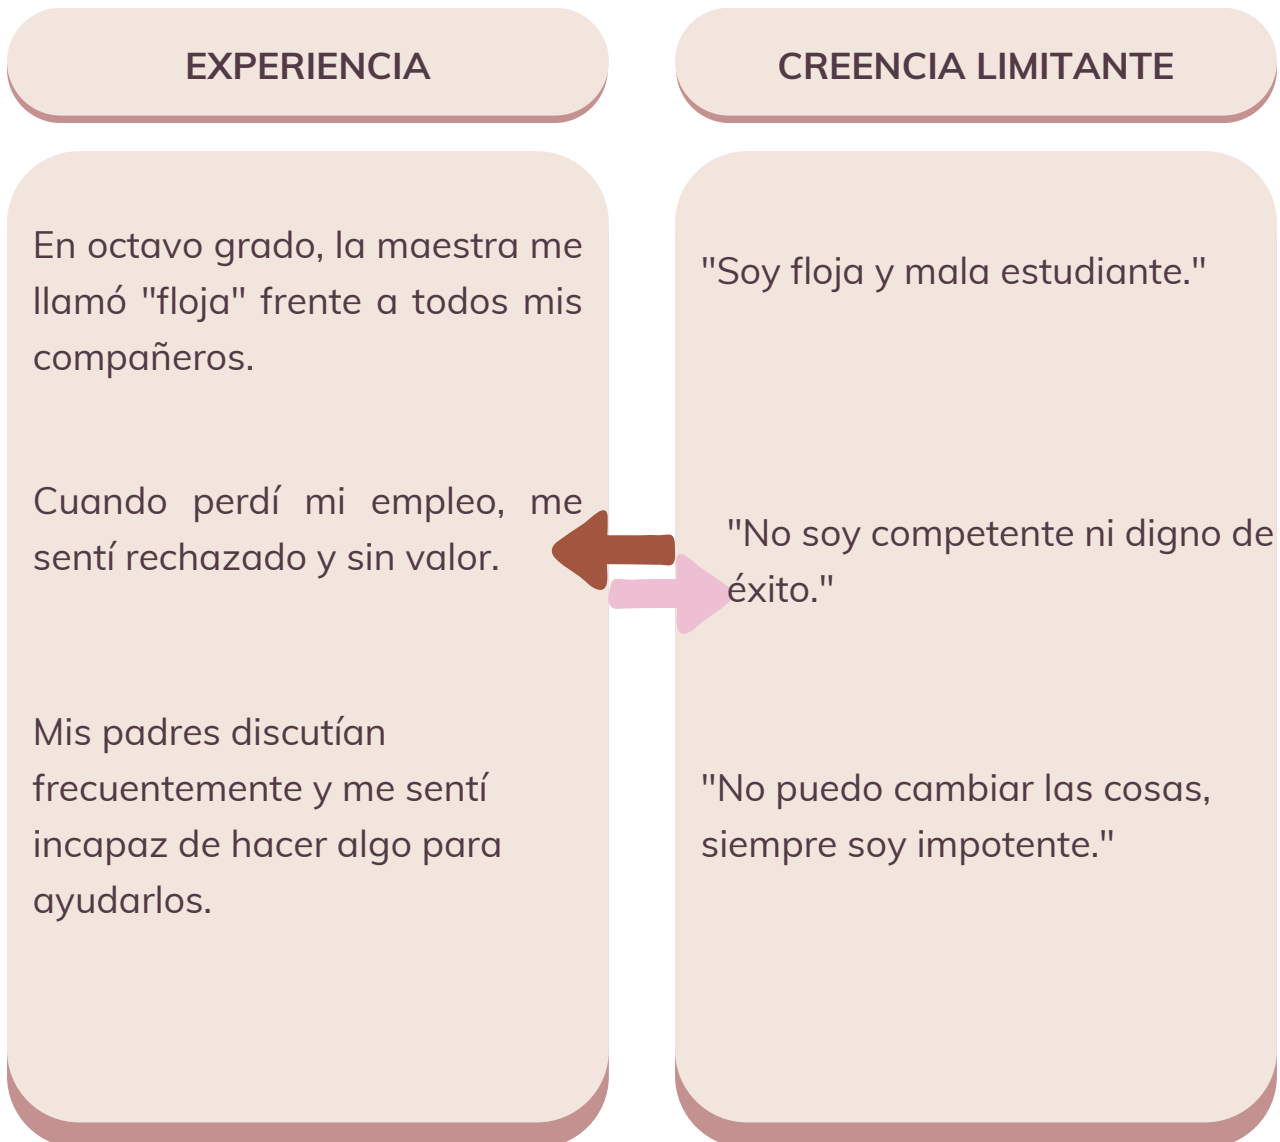 EXPERIENCIA
CREENCIA LIMITANTE
En octavo grado, la maestra me
llamó "floja" frente a todos mis
compañeros.
"Soy floja y mala estudiante."
Cuando perdí mi empleo, me
sentí rechazado y sin valor.
"No soy competente ni digno de
éxito."
Mis padres discutían
frecuentemente y me sentí
incapaz de hacer algo para
ayudarlos.
"No puedo cambiar las cosas,
siempre soy impotente."